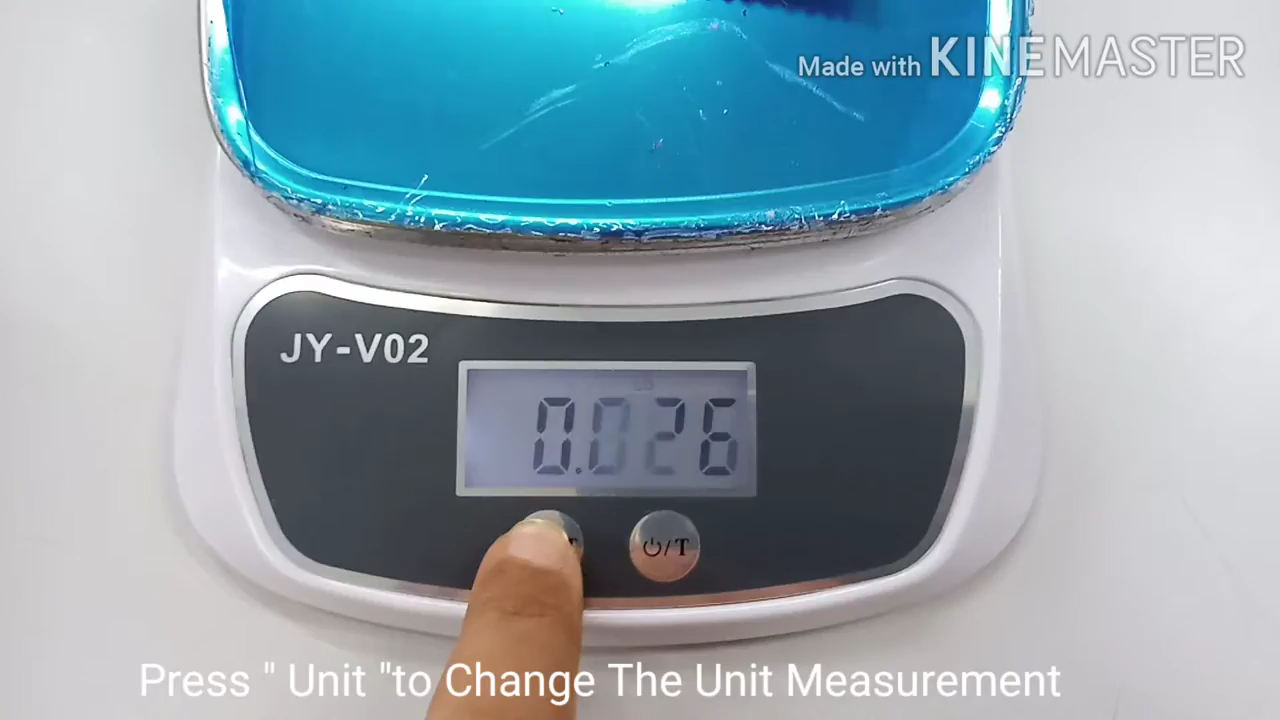 Made with KINEMASTER
JY-V02
0.026
⏻/T
Press " Unit "to Change The Unit Measurement